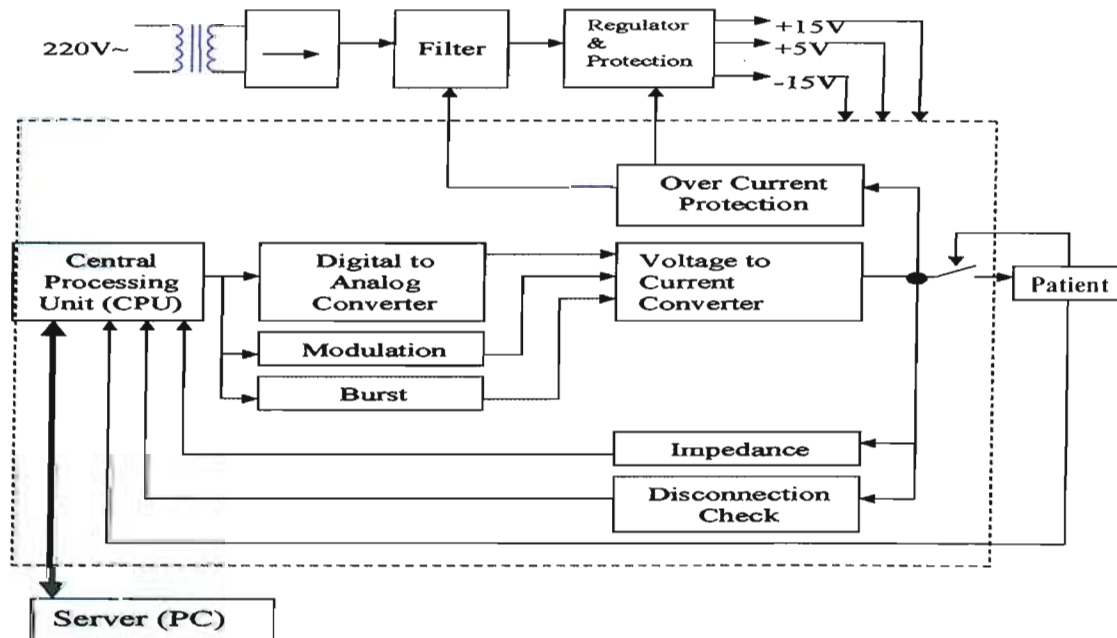 220V~
Filter
Regulator
&
Protection
+15V
+5V
-15V
Over Current
Protection
Central
Processing
Unit (CPU)
Digital to
Analog
Converter
Voltage to
Current
Converter
Patient
Modulation
Burst
Impedance
Disconnection
Check
Server (PC)